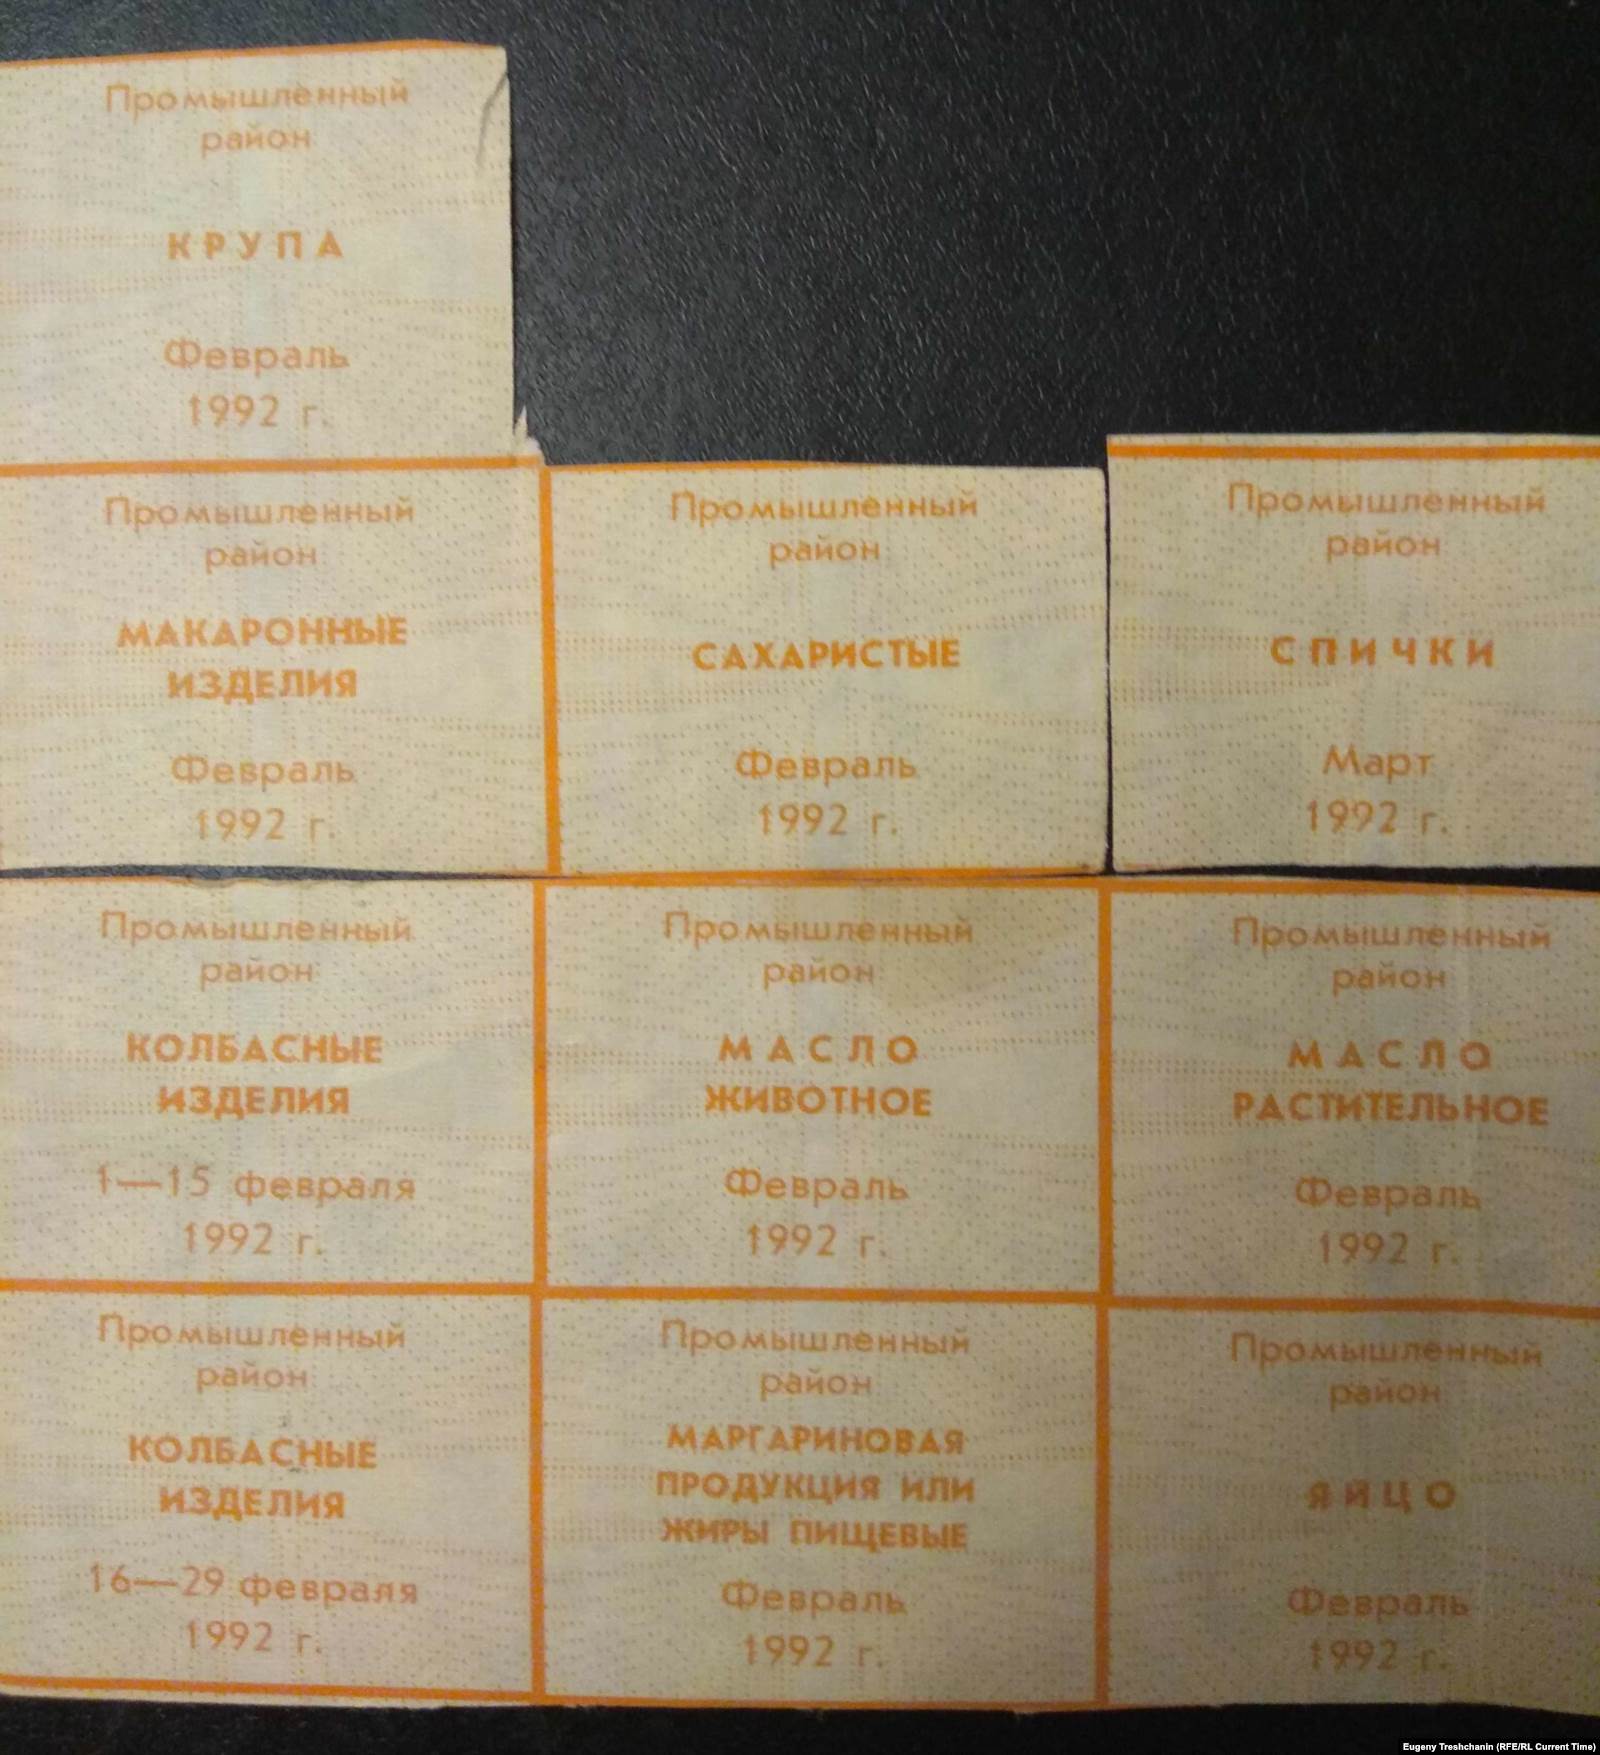 Промышленный
район
КРУПА
Февраль
1992 г.
Промышленный
район
МАКАРОННЫЕ
ИЗДЕЛИЯ
Февраль
1992 г.
Промышленный
район
САХАРИСТЫЕ
Февраль
1992 г.
Промышленный
район
СПИЧКИ
Март
1992 г.
Промышленный
район
КОЛБАСНЫЕ
ИЗДЕЛИЯ
1—15 февраля
1992 г.
Промышленный
район
МАСЛО
ЖИВОТНОЕ
Февраль
1992 г.
Промышленный
район
МАСЛО
РАСТИТЕЛЬНОЕ
Февраль
1992 г.
Промышленный
район
КОЛБАСНЫЕ
ИЗДЕЛИЯ
16—29 февраля
1992 г.
Промышленный
район
МАРГАРИНОВАЯ
ПРОДУКЦИЯ ИЛИ
ЖИРЫ ПИЩЕВЫЕ
Февраль
1992 г.
Промышленный
район
ЯЙЦО
Февраль
1992 г.
Eugeny Treshchanin (RFE/RL Current Time)